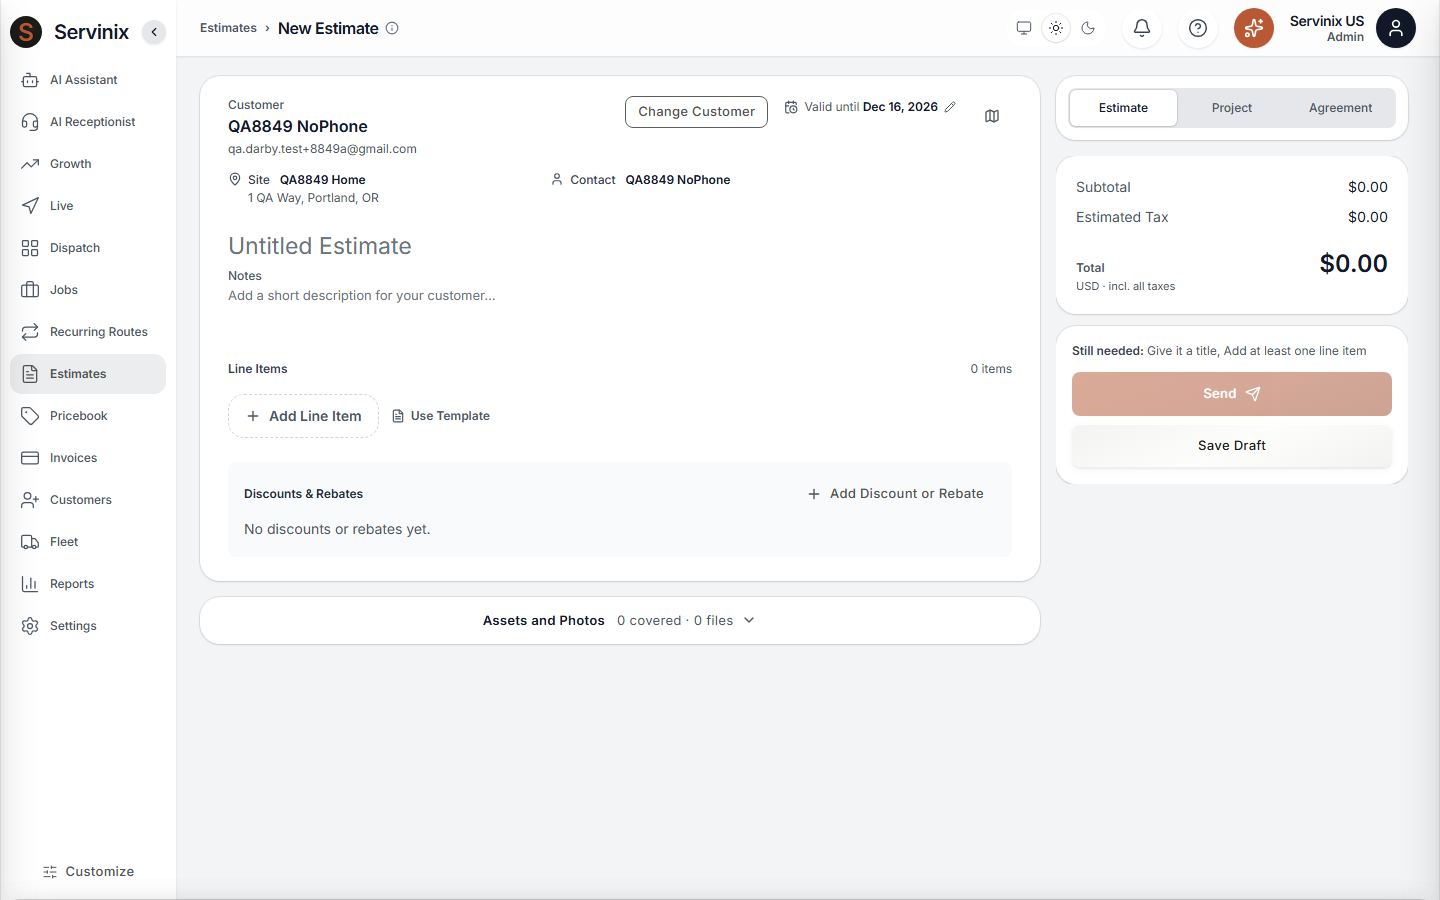 Servinix
AI Assistant
AI Receptionist
Growth
Live
Dispatch
Jobs
Recurring Routes
Estimates
Pricebook
Invoices
Customers
Fleet
Reports
Settings
Customize
Estimates › New Estimate
Servinix US
Admin
Customer
QA8849 NoPhone
qa.darby.test+8849a@gmail.com
Change Customer
Valid until Dec 16, 2026
Site QA8849 Home
1 QA Way, Portland, OR
Contact QA8849 NoPhone
Untitled Estimate
Notes
Add a short description for your customer...
Line Items
0 items
Add Line Item
Use Template
Discounts & Rebates
Add Discount or Rebate
No discounts or rebates yet.
Assets and Photos 0 covered · 0 files
Estimate Project Agreement
Subtotal $0.00
Estimated Tax $0.00
Total $0.00
USD · incl. all taxes
Still needed: Give it a title, Add at least one line item
Send
Save Draft